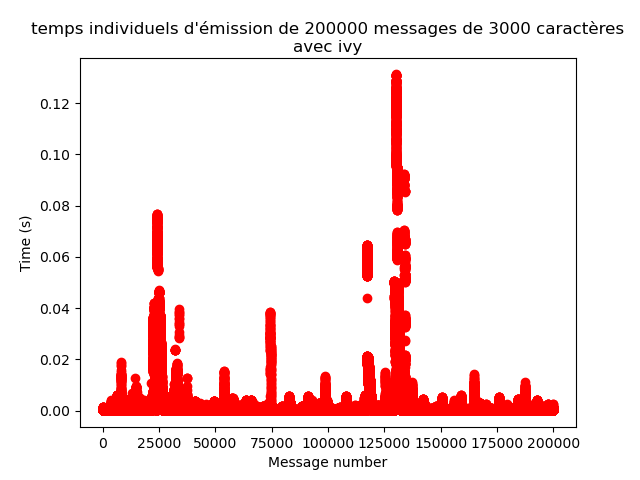 temps individuels d'émission de 200000 messages de 3000 caractères
avec ivy
0.12
0.10
0.08
0.06
0.04
0.02
0.00
Time (s)
0 25000 50000 75000 100000 125000 150000 175000 200000
Message number